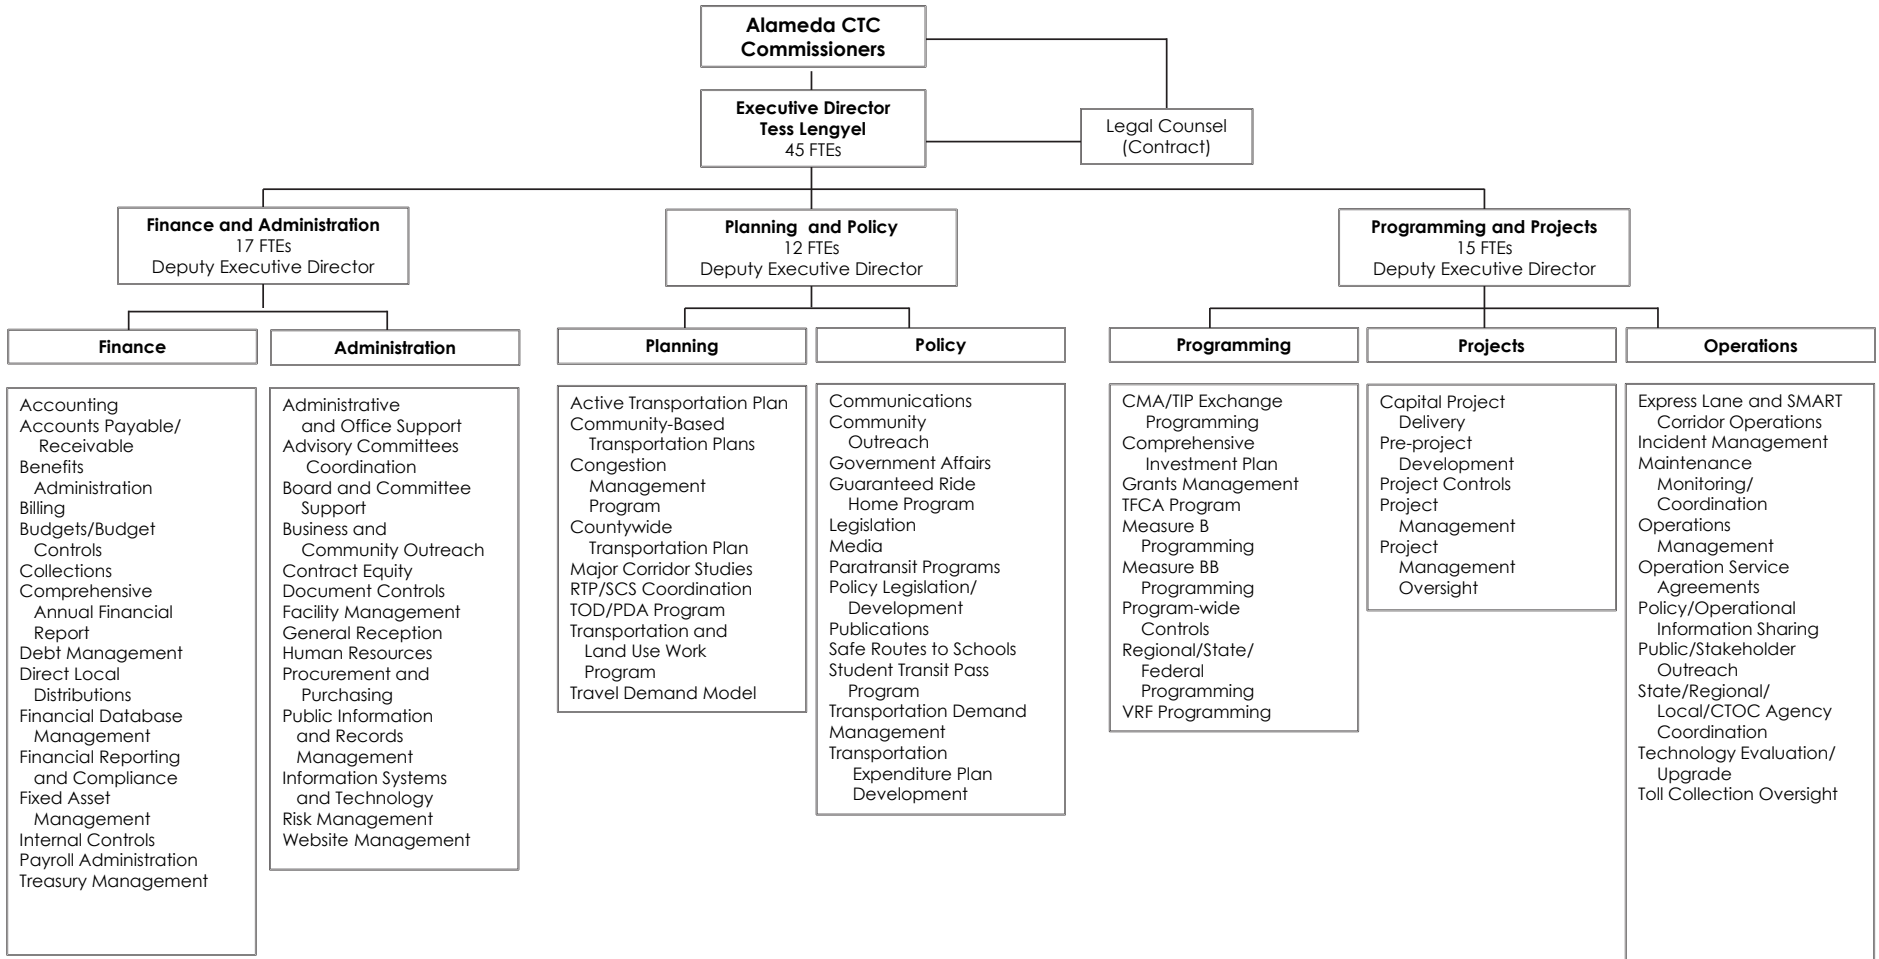 Alameda CTC
Commissioners
Executive Director
Tess Lengyel
45 FTEs
Legal Counsel
(Contract)
Finance and Administration
17 FTEs
Deputy Executive Director
Planning and Policy
12 FTEs
Deputy Executive Director
Programming and Projects
15 FTEs
Deputy Executive Director
Finance
Accounting
Accounts Payable/
Receivable
Benefits
Administration
Billing
Budgets/Budget
Controls
Collections
Comprehensive
Annual Financial
Report
Debt Management
Direct Local
Distributions
Financial Database
Management
Financial Reporting
and Compliance
Fixed Asset
Management
Internal Controls
Payroll Administration
Treasury Management
Administration
Administrative
and Office Support
Advisory Committees
Coordination
Board and Committee
Support
Business and
Community Outreach
Contract Equity
Document Controls
Facility Management
General Reception
Human Resources
Procurement and
Purchasing
Public Information
and Records
Management
Information Systems
and Technology
Risk Management
Website Management
Planning
Active Transportation Plan
Community-Based
Transportation Plans
Congestion
Management
Program
Countywide
Transportation Plan
Major Corridor Studies
RTP/SCS Coordination
TOD/PDA Program
Transportation and
Land Use Work
Program
Travel Demand Model
Policy
Communications
Community
Outreach
Government Affairs
Guaranteed Ride
Home Program
Legislation
Media
Paratransit Programs
Policy Legislation/
Development
Publications
Safe Routes to Schools
Student Transit Pass
Program
Transportation Demand
Management
Transportation
Expenditure Plan
Development
Programming
CMA/TIP Exchange
Programming
Comprehensive
Investment Plan
Grants Management
TFCA Program
Measure B
Programming
Measure BB
Programming
Program-wide
Controls
Regional/State/
Federal
Programming
VRF Programming
Projects
Capital Project
Delivery
Pre-project
Development
Project Controls
Project
Management
Project
Management
Oversight
Operations
Express Lane and SMART
Corridor Operations
Incident Management
Maintenance
Monitoring/
Coordination
Operations
Management
Operation Service
Agreements
Policy/Operational
Information Sharing
Public/Stakeholder
Outreach
State/Regional/
Local/CTOC Agency
Coordination
Technology Evaluation/
Upgrade
Toll Collection Oversight